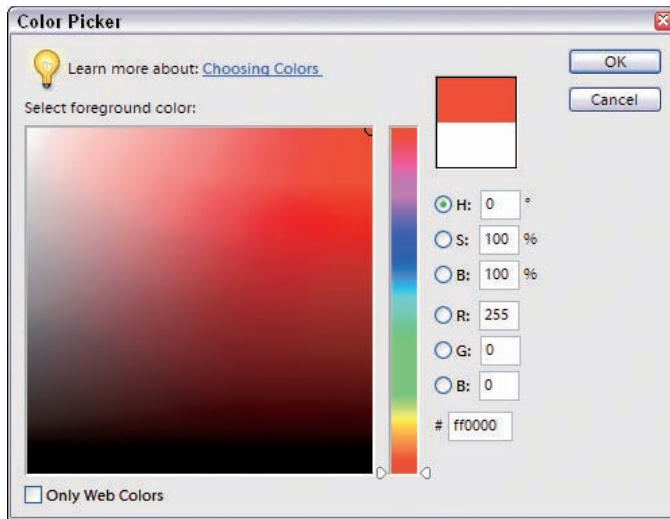 Color Picker
Learn more about: Choosing Colors
OK
Cancel
Select foreground color:
H: 0 °
S: 100 %
B: 100 %
R: 255
G: 0
B: 0
# ff0000
Only Web Colors